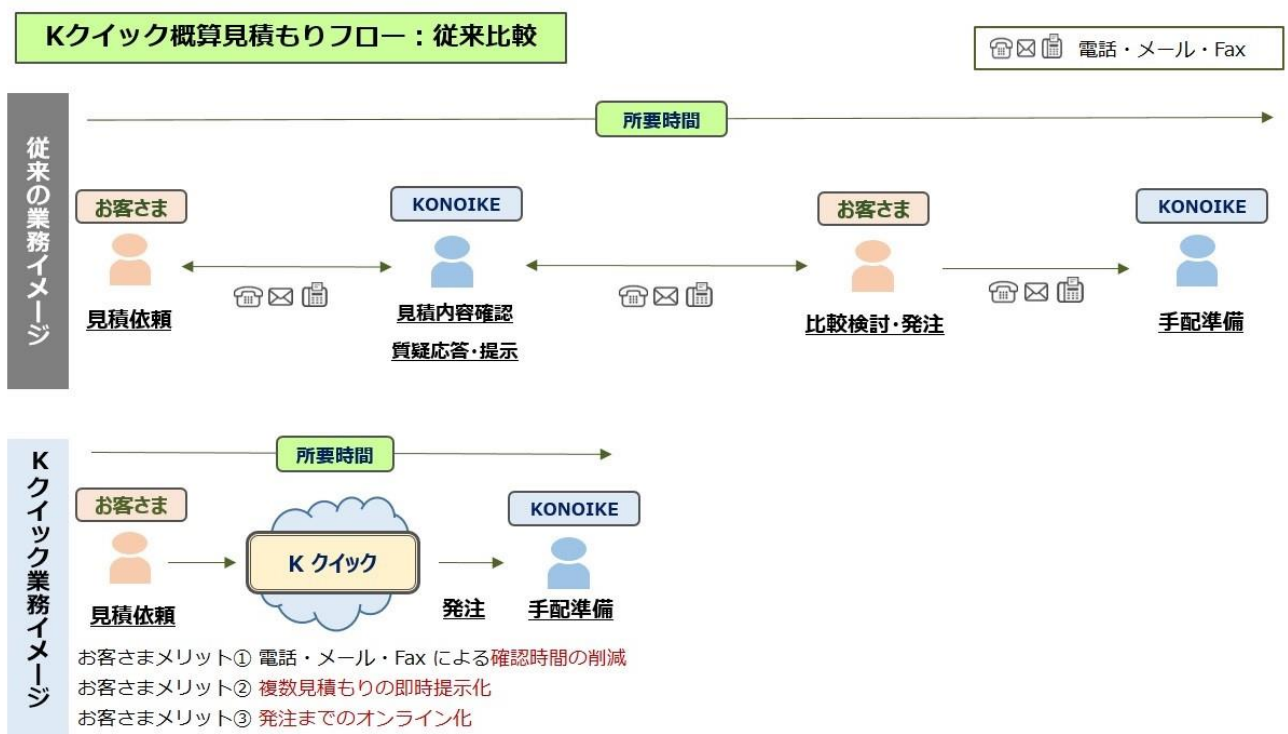 Kクイック概算見積もりフロー：従来比較
電話・メール・Fax
従来の業務イメージ
所要時間
お客さま
KONOIKE
お客さま
KONOIKE
見積依頼
見積内容確認
質疑応答･提示
比較検討･発注
手配準備
Kクイック業務イメージ
所要時間
お客さま
KONOIKE
K クイック
見積依頼
発注
手配準備
お客さまメリット① 電話・メール・Fax による確認時間の削減
お客さまメリット② 複数見積もりの即時提示化
お客さまメリット③ 発注までのオンライン化